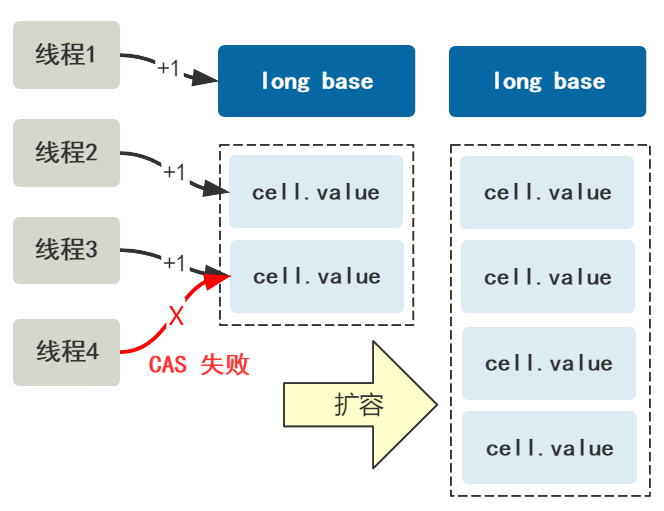 线程1
+1
long base
long base
线程2
+1
cell.value
cell.value
线程3
+1
cell.value
cell.value
X
线程4
CAS 失败
cell.value
扩容
cell.value